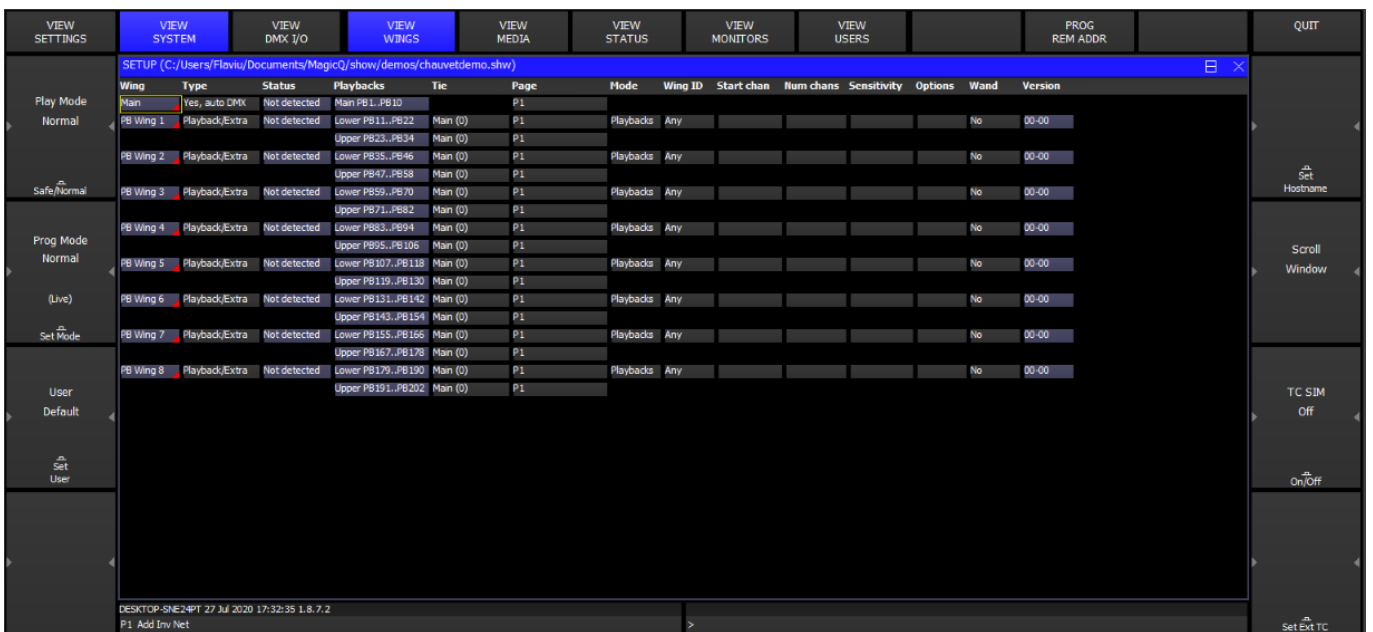 VIEW SETTINGS VIEW SYSTEM VIEW DMX I/O VIEW WINGS VIEW MEDIA VIEW STATUS VIEW MONITORS VIEW USERS PROG REM ADDR QUIT
SETUP (C:/Users/Flaviu/Documents/MagicQ/show/demos/chauvetdemo.shw)
Wing Type Status Playbacks Tie Page Mode Wing ID Start chan Num chans Sensitivity Options Wand Version
Main Yes, auto DMX Not detected Main PB1..PB10 P1
PB Wing 1 Playback/Extra Not detected Lower PB11..PB22 Main (0) P1 Playbacks Any No 00-00
Upper PB23..PB34 Main (0) P1
PB Wing 2 Playback/Extra Not detected Lower PB35..PB46 Main (0) P1 Playbacks Any No 00-00
Upper PB47..PB58 Main (0) P1
PB Wing 3 Playback/Extra Not detected Lower PB59..PB70 Main (0) P1 Playbacks Any No 00-00
Upper PB71..PB82 Main (0) P1
PB Wing 4 Playback/Extra Not detected Lower PB83..PB94 Main (0) P1 Playbacks Any No 00-00
Upper PB95..PB106 Main (0) P1
PB Wing 5 Playback/Extra Not detected Lower PB107..PB118 Main (0) P1 Playbacks Any No 00-00
Upper PB119..PB130 Main (0) P1
PB Wing 6 Playback/Extra Not detected Lower PB131..PB142 Main (0) P1 Playbacks Any No 00-00
Upper PB143..PB154 Main (0) P1
PB Wing 7 Playback/Extra Not detected Lower PB155..PB166 Main (0) P1 Playbacks Any No 00-00
Upper PB167..PB178 Main (0) P1
PB Wing 8 Playback/Extra Not detected Lower PB179..PB190 Main (0) P1 Playbacks Any No 00-00
Upper PB191..PB202 Main (0) P1
Play Mode
Normal
Safe/Normal
Prog Mode
Normal
(Live)
Set Mode
User
Default
Set
User
Set
Hostname
Scroll
Window
TC SIM
Off
On/Off
Set Ext TC
DESKTOP-SNE24PT 27 Jul 2020 17:32:35 1.8.7.2
P1 Add Inv Net >